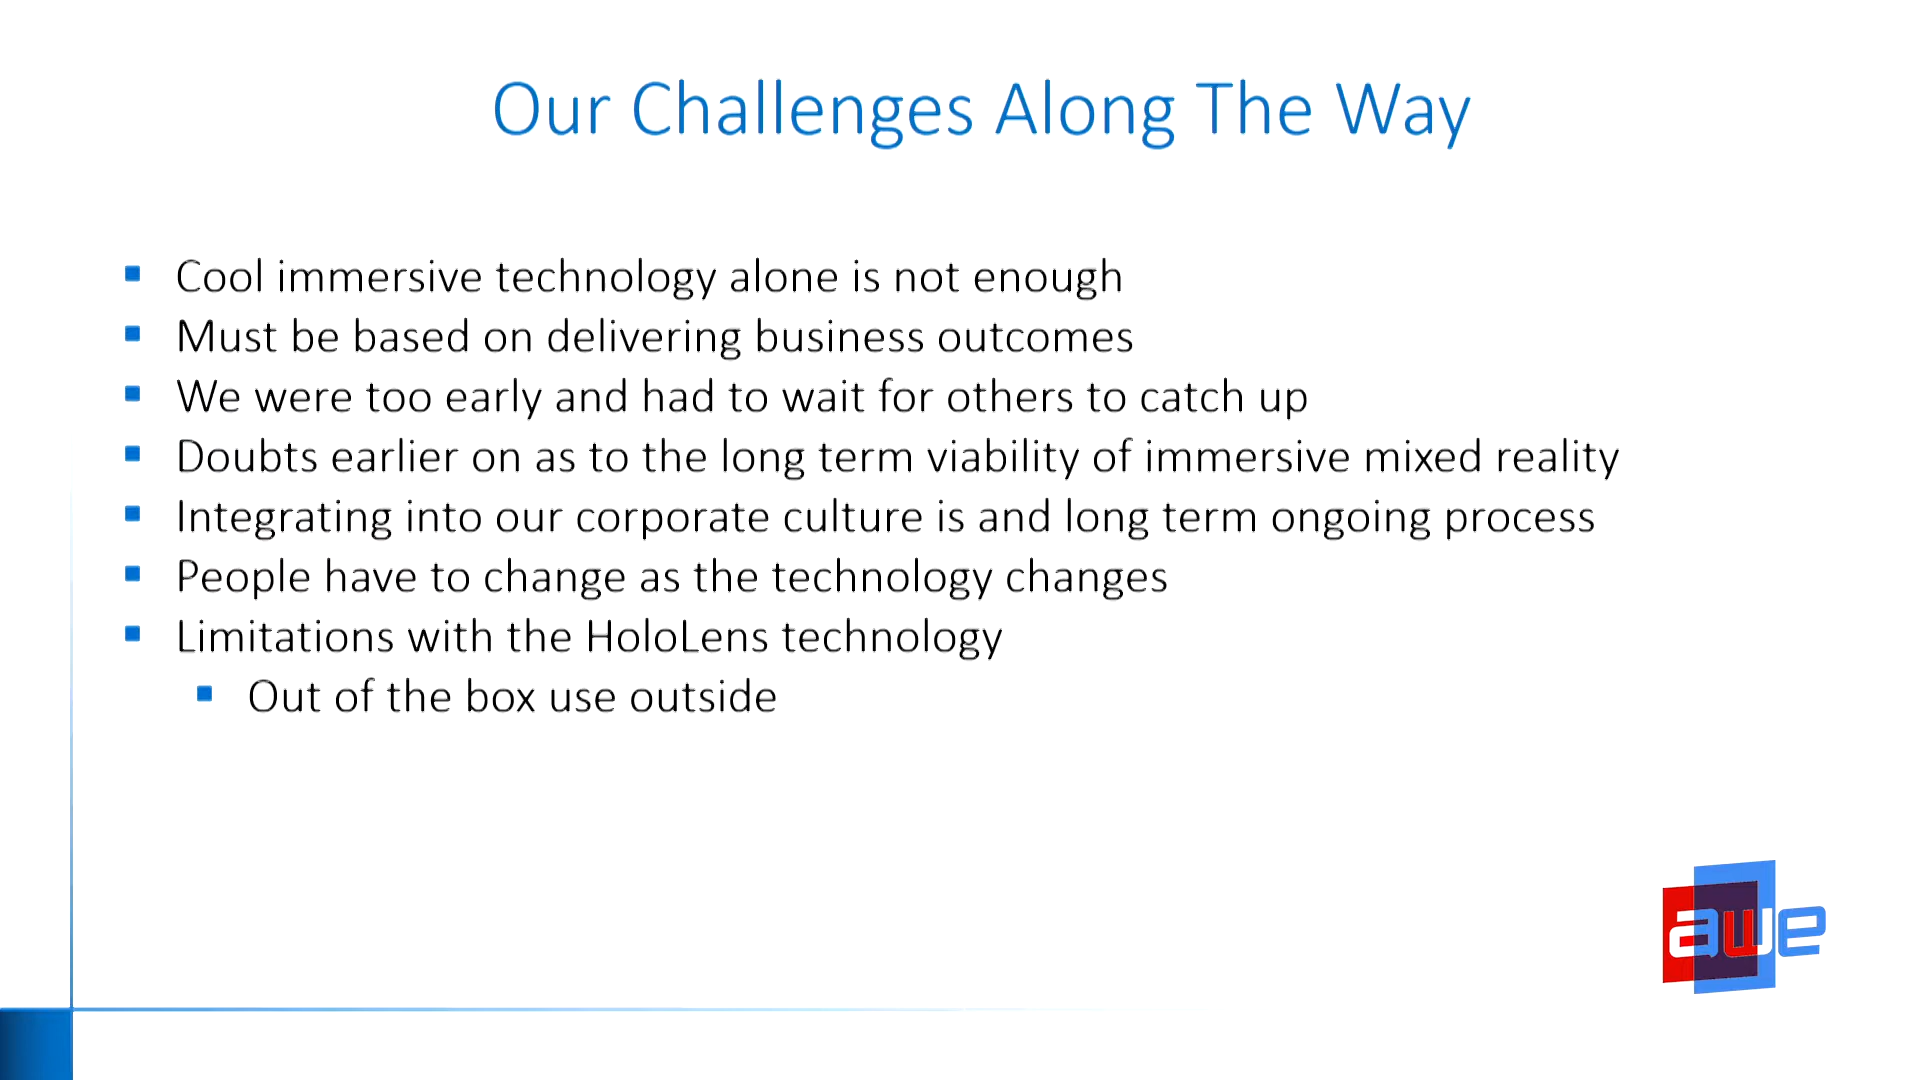 Our Challenges Along The Way
Cool immersive technology alone is not enough
Must be based on delivering business outcomes
We were too early and had to wait for others to catch up
Doubts earlier on as to the long term viability of immersive mixed reality
Integrating into our corporate culture is and long term ongoing process
People have to change as the technology changes
Limitations with the HoloLens technology
Out of the box use outside
awe